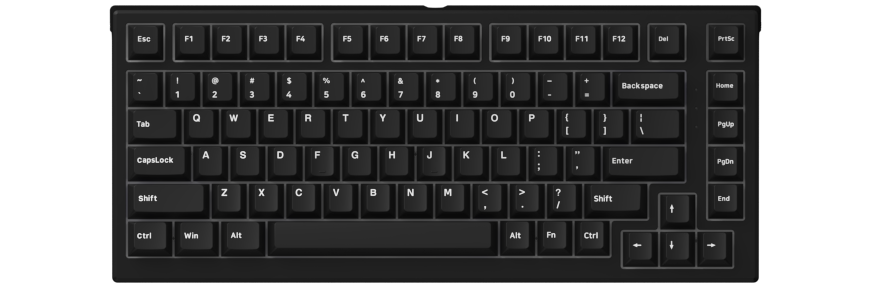 Esc F1 F2 F3 F4 F5 F6 F7 F8 F9 F10 F11 F12 Del PrtSc
~ ! @ # $ % ^ & * ( ) – +
` 1 2 3 4 5 6 7 8 9 0 - = Backspace Home
Tab Q W E R T Y U I O P { } ¦
[ ] \ PgUp
CapsLock A S D F G H J K L : ” Enter PgDn
; ,
Shift Z X C V B N M < > ? Shift End
, . / ↑
Ctrl Win Alt Alt Fn Ctrl
← ↓ →